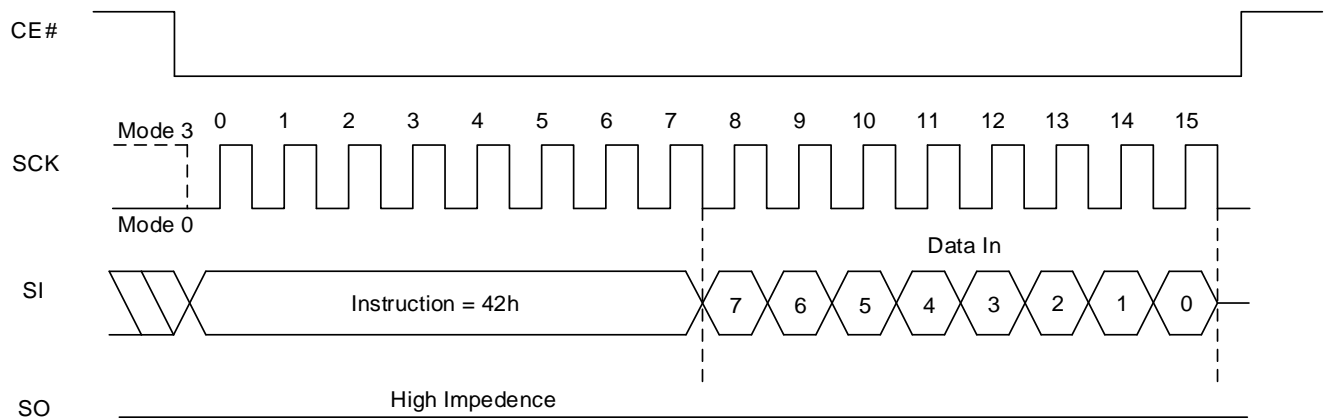 CE#
Mode 3 0 1 2 3 4 5 6 7 8 9 10 11 12 13 14 15
SCK
Mode 0
Data In
SI Instruction = 42h 7 6 5 4 3 2 1 0
High Impedence
SO